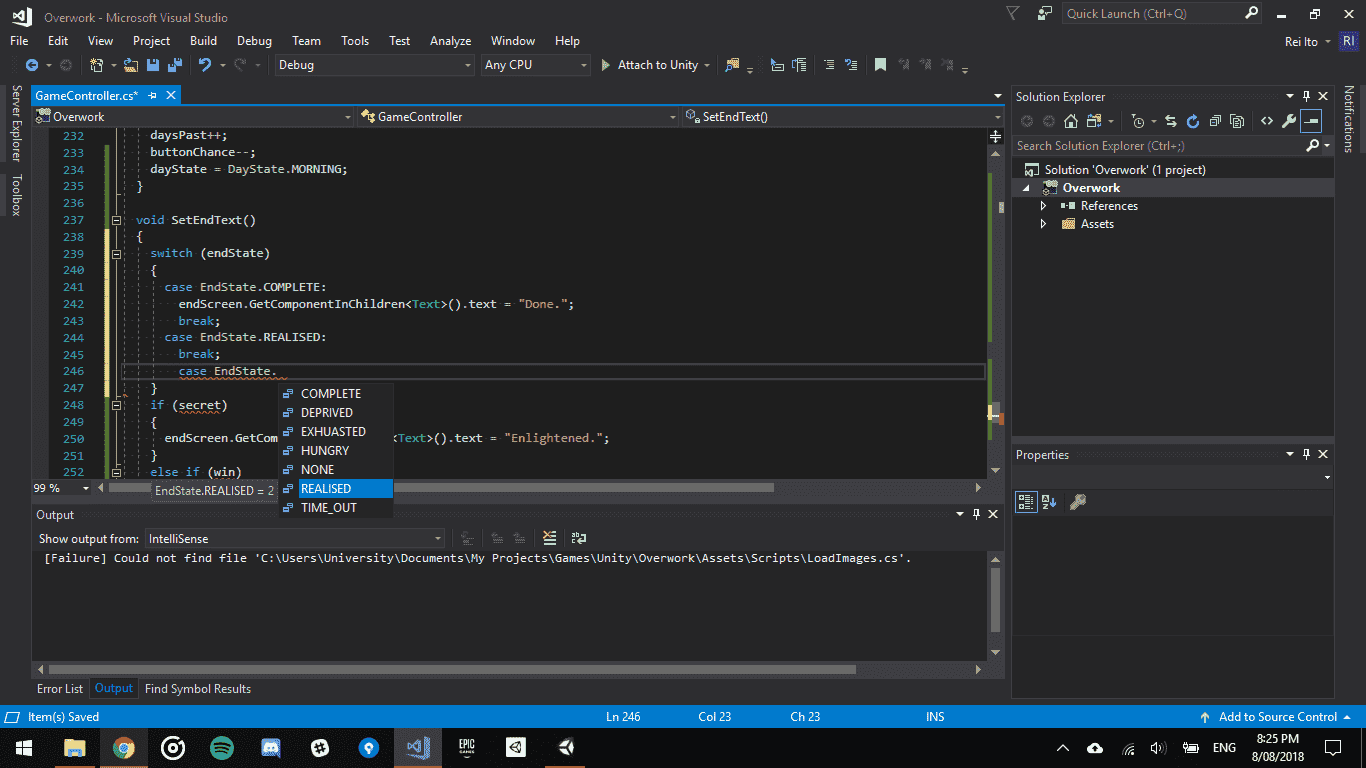 Overwork - Microsoft Visual Studio
Quick Launch (Ctrl+Q)
File Edit View Project Build Debug Team Tools Test Analyze Window Help
Rei Ito RI
Debug Any CPU Attach to Unity
Server Explorer
Toolbox
GameController.cs*
Overwork GameController SetEndText()
232 daysPast++;
233 buttonChance--;
234 dayState = DayState.MORNING;
235 }
236
237 void SetEndText()
238 {
239 switch (endState)
240 {
241 case EndState.COMPLETE:
242 endScreen.GetComponentInChildren<Text>().text = "Done.";
243 break;
244 case EndState.REALISED:
245 break;
246 case EndState.
247 }
248 if (secret)
249 {
250 endScreen.GetCom <Text>().text = "Enlightened.";
251 }
252 else if (win)
COMPLETE
DEPRIVED
EXHUASTED
HUNGRY
NONE
REALISED
TIME_OUT
99 %
EndState.REALISED = 2
Output
Show output from: IntelliSense
[Failure] Could not find file 'C:\Users\University\Documents\My Projects\Games\Unity\Overwork\Assets\Scripts\LoadImages.cs'.
Error List Output Find Symbol Results
Solution Explorer
Search Solution Explorer (Ctrl+;)
Solution 'Overwork' (1 project)
Overwork
References
Assets
Properties
Notifications
Item(s) Saved Ln 246 Col 23 Ch 23 INS Add to Source Control
EPIC
GAMES
ENG
8:25 PM
8/08/2018